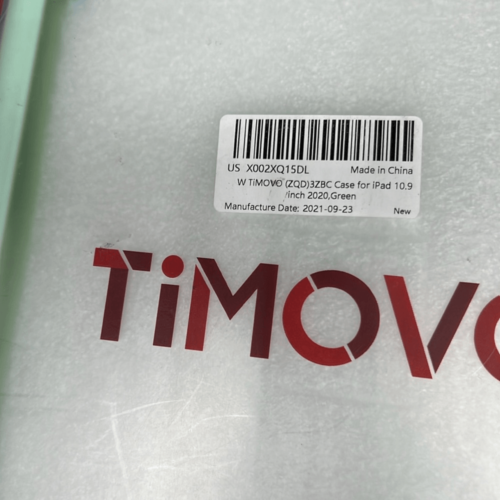 US X002XQ15DL Made in China
W TiMOVO (ZQD)3ZBC Case for iPad 10.9
inch 2020,Green
Manufacture Date: 2021-09-23 New
TiMOVO